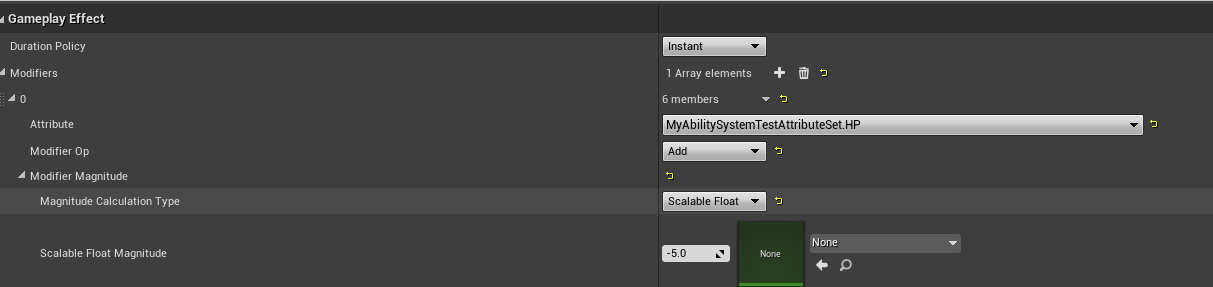 Gameplay Effect
Duration Policy Instant
Modifiers 1 Array elements
0 6 members
Attribute MyAbilitySystemTestAttributeSet.HP
Modifier Op Add
Modifier Magnitude
Magnitude Calculation Type Scalable Float
None
Scalable Float Magnitude -5.0 None